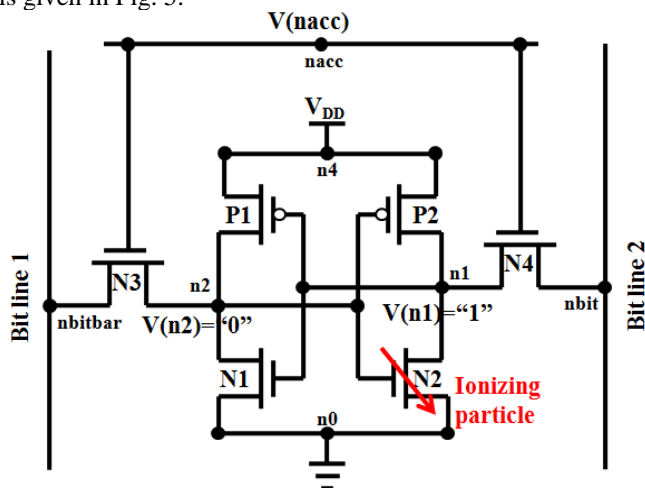 is given in Fig. 3.
V(nacc)
nacc
VDD
n4
P1
P2
N3
N4
n2
n1
Bit line 1
Bit line 2
nbitbar
V(n2)="0"
V(n1)="1"
nbit
N1
N2
Ionizing
particle
n0